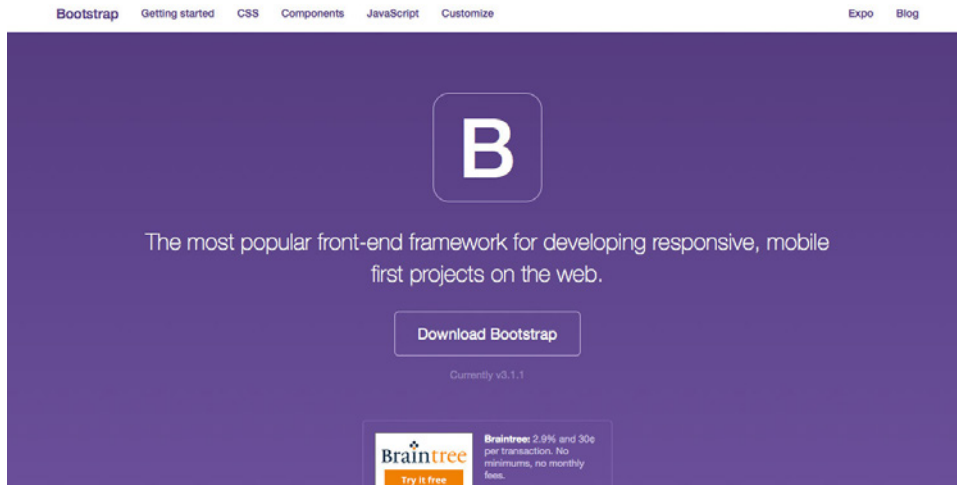 Bootstrap Getting started CSS Components JavaScript Customize Expo Blog
B
The most popular front-end framework for developing responsive, mobile
first projects on the web.
Download Bootstrap
Currently v3.1.1
Braintree
Try it free
Braintree: 2.9% and 30¢
per transaction. No
minimums, no monthly
fees.